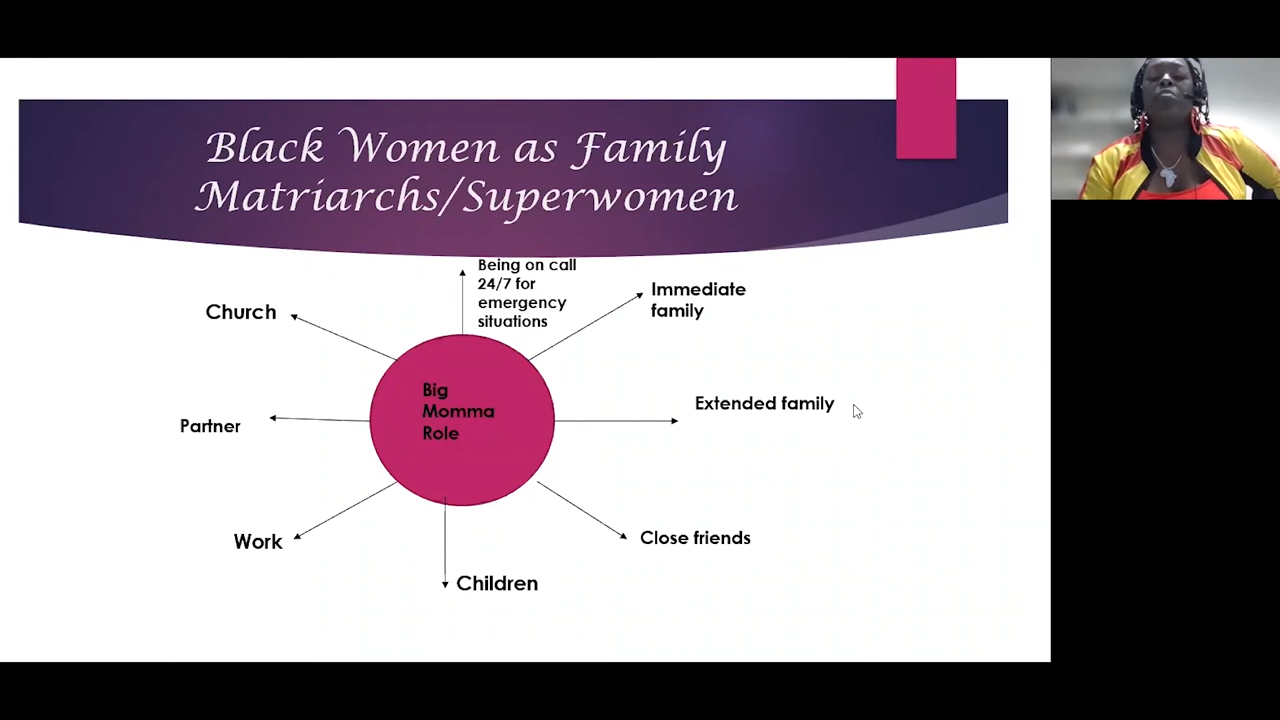 Black Women as Family
Matriarchs/Superwomen
Being on call
24/7 for
emergency
situations
Immediate
family
Church
Extended family
Big
Momma
Role
Partner
Work
Close friends
Children